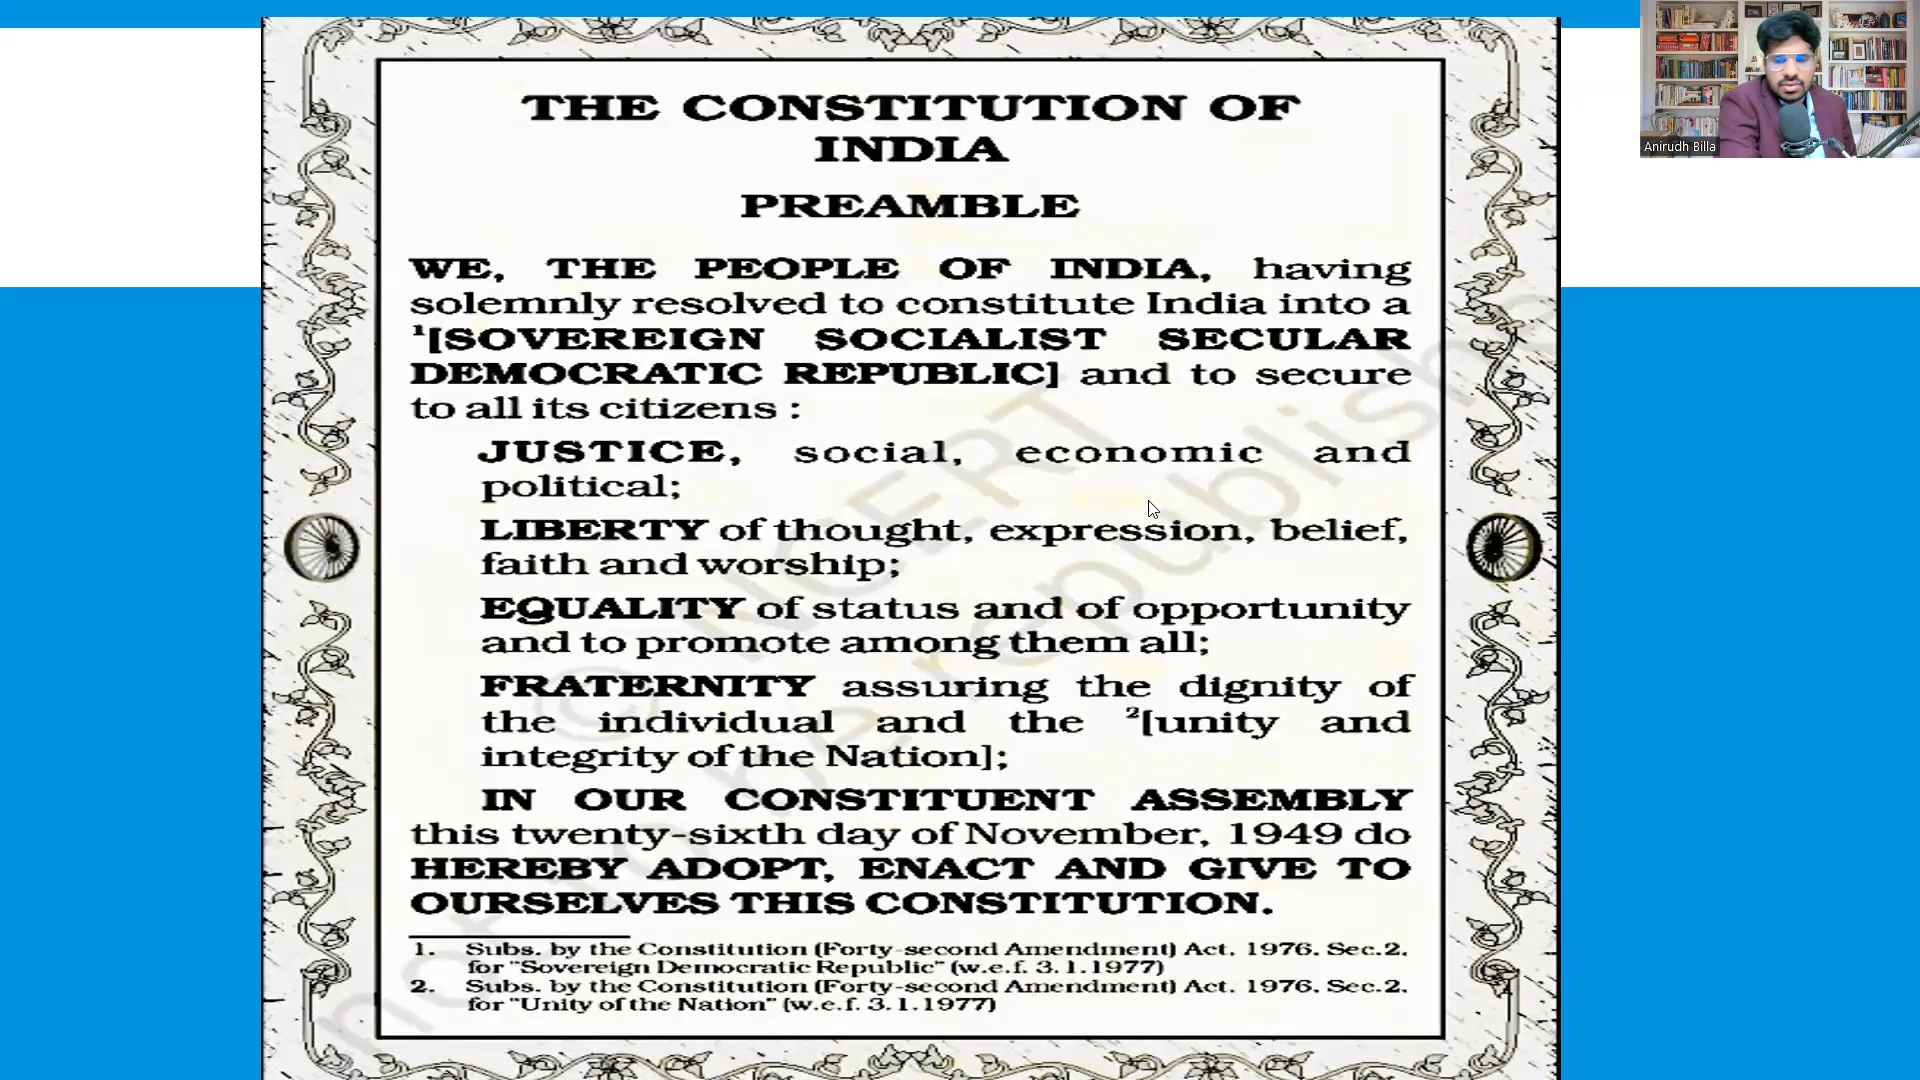 THE CONSTITUTION OF
INDIA
PREAMBLE
WE, THE PEOPLE OF INDIA, having
solemnly resolved to constitute India into a
¹[SOVEREIGN SOCIALIST SECULAR
DEMOCRATIC REPUBLIC] and to secure
to all its citizens :
JUSTICE, social, economic and
political;
LIBERTY of thought, expression, belief,
faith and worship;
EQUALITY of status and of opportunity
and to promote among them all;
FRATERNITY assuring the dignity of
the individual and the ²[unity and
integrity of the Nation];
IN OUR CONSTITUENT ASSEMBLY
this twenty-sixth day of November, 1949 do
HEREBY ADOPT, ENACT AND GIVE TO
OURSELVES THIS CONSTITUTION.
1. Subs. by the Constitution (Forty-second Amendment) Act, 1976, Sec.2,
for "Sovereign Democratic Republic" (w.e.f. 3.1.1977)
2. Subs. by the Constitution (Forty-second Amendment) Act, 1976, Sec.2,
for "Unity of the Nation" (w.e.f. 3.1.1977)
© NCERT
not to be republish
Anirudh Billa